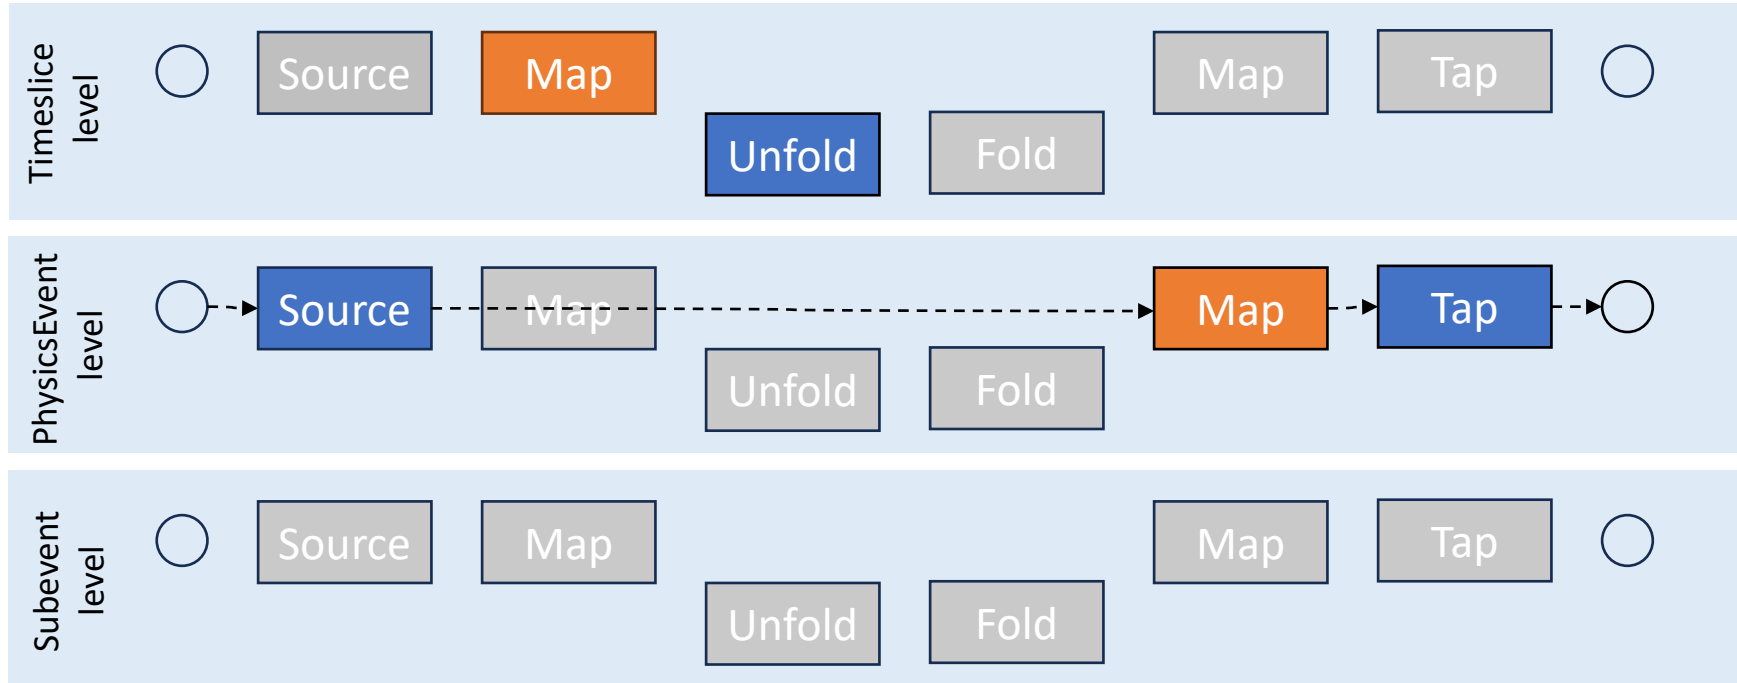 Timeslice
level
Source
Map
Unfold
Fold
Map
Tap
PhysicsEvent
level
Source
Map
Unfold
Fold
Map
Tap
Subevent
level
Source
Map
Unfold
Fold
Map
Tap